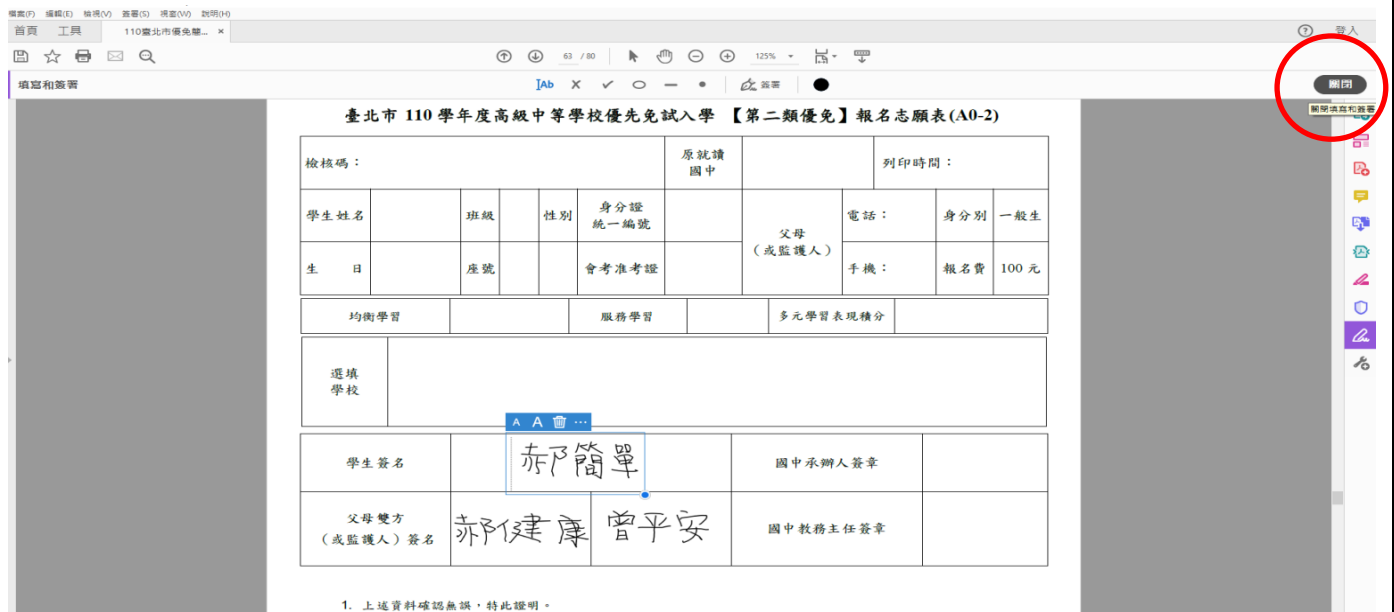 檔案(F) 編輯(E) 檢視(V) 簽署(S) 視窗(W) 說明(H)
首頁 工具 110臺北市優免簡... × 登入
63 / 80 125%
填寫和簽署 Ab 簽署 關閉
關閉填寫和簽署
臺北市 110 學年度高級中等學校優先免試入學 【第二類優免】報名志願表(A0-2)
檢核碼： 原就讀國中 列印時間：
學生姓名 班級 性別 身分證統一編號 父母（或監護人） 電話： 身分別 一般生
生 日 座號 會考准考證 手機： 報名費 100 元
均衡學習 服務學習 多元學習表現積分
選填學校
A A ...
學生簽名 郝簡單 國中承辦人簽章
父母雙方（或監護人）簽名 郝健康 曾平安 國中教務主任簽章
1. 上述資料確認無誤，特此證明。